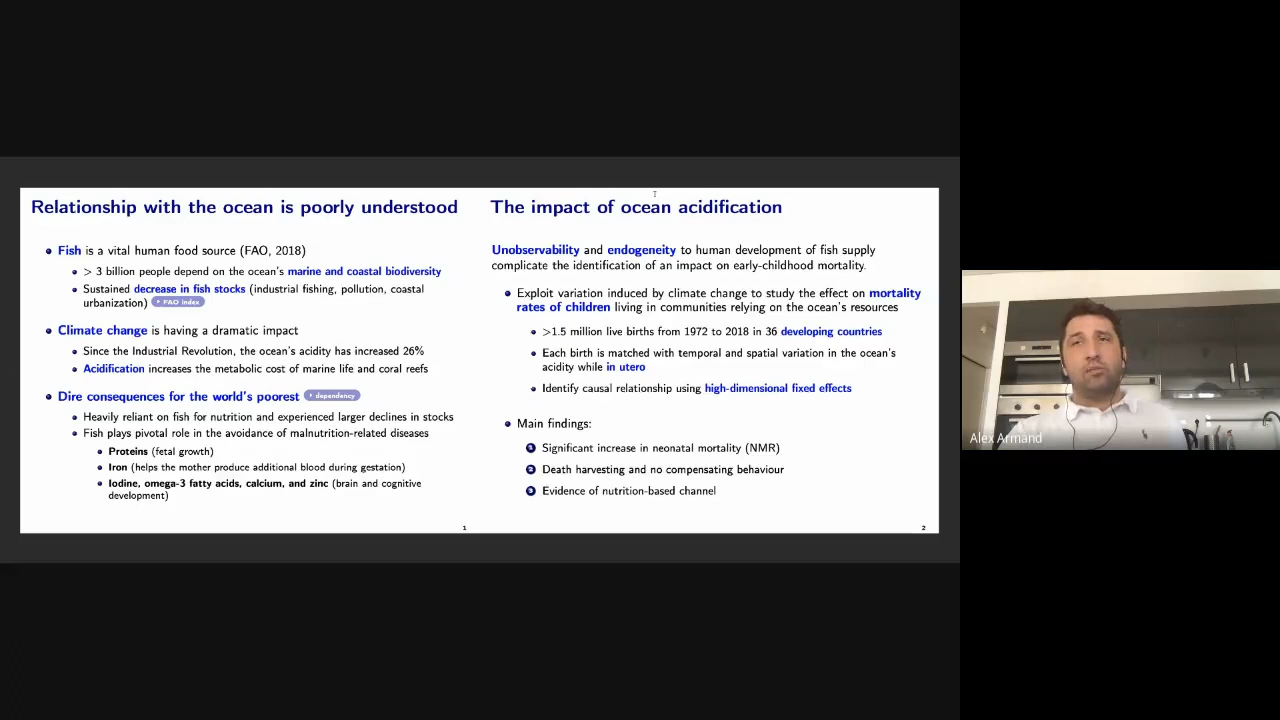 Relationship with the ocean is poorly understood
Fish is a vital human food source (FAO, 2018)
> 3 billion people depend on the ocean's marine and coastal biodiversity
Sustained decrease in fish stocks (industrial fishing, pollution, coastal
urbanization) FAO index
Climate change is having a dramatic impact
Since the Industrial Revolution, the ocean's acidity has increased 26%
Acidification increases the metabolic cost of marine life and coral reefs
Dire consequences for the world's poorest dependency
Heavily reliant on fish for nutrition and experienced larger declines in stocks
Fish plays pivotal role in the avoidance of malnutrition-related diseases
Proteins (fetal growth)
Iron (helps the mother produce additional blood during gestation)
Iodine, omega-3 fatty acids, calcium, and zinc (brain and cognitive
development)
1
The impact of ocean acidification
Unobservability and endogeneity to human development of fish supply
complicate the identification of an impact on early-childhood mortality.
Exploit variation induced by climate change to study the effect on mortality
rates of children living in communities relying on the ocean's resources
>1.5 million live births from 1972 to 2018 in 36 developing countries
Each birth is matched with temporal and spatial variation in the ocean's
acidity while in utero
Identify causal relationship using high-dimensional fixed effects
Main findings:
1 Significant increase in neonatal mortality (NMR)
2 Death harvesting and no compensating behaviour
3 Evidence of nutrition-based channel
2
Alex Armand